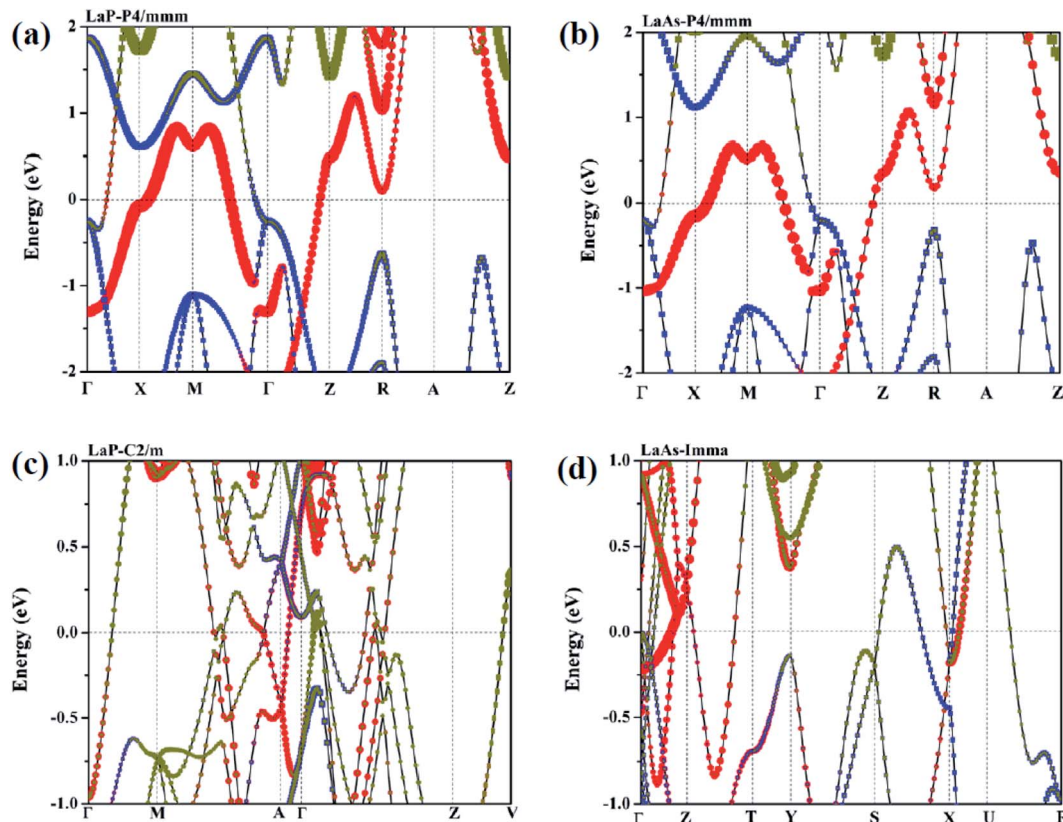 (a)
LaP-P4/mmm
Energy (eV)
2
1
0
-1
-2
Γ X M Γ Z R A Z
(b)
LaAs-P4/mmm
Energy (eV)
2
1
0
-1
-2
Γ X M Γ Z R A Z
(c)
LaP-C2/m
Energy (eV)
1.0
0.5
0.0
-0.5
-1.0
Γ M A Γ Z V
(d)
LaAs-Imma
Energy (eV)
1.0
0.5
0.0
-0.5
-1.0
Γ Z T Y S X U